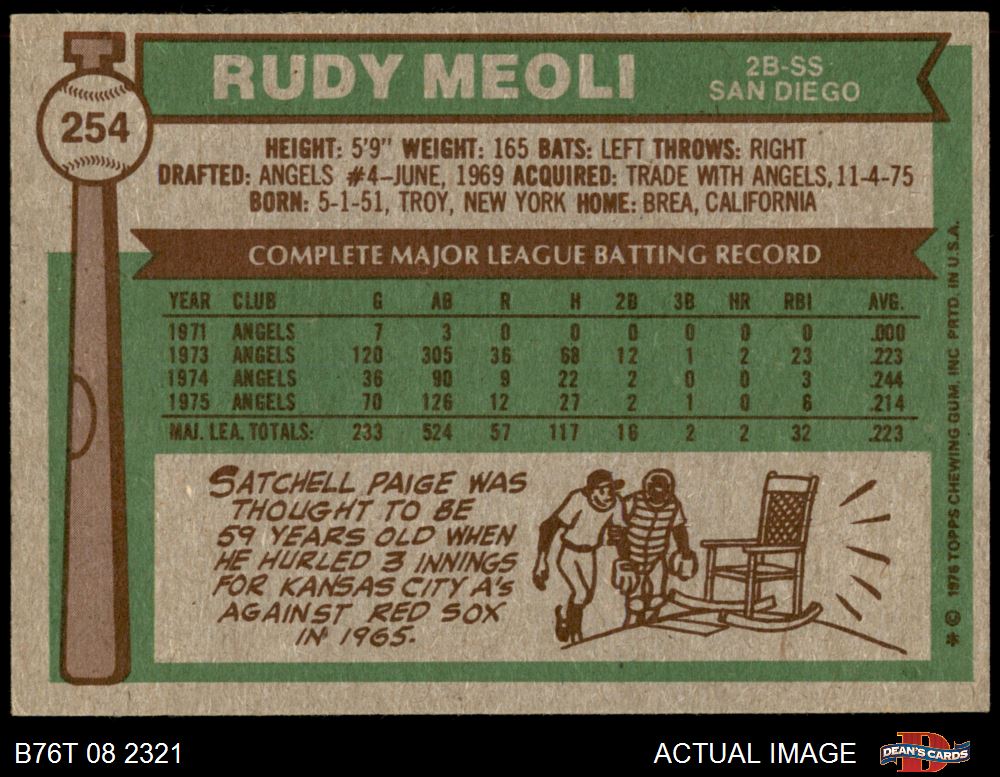 RUDY MEOLI
2B-SS
SAN DIEGO
254
HEIGHT: 5'9" WEIGHT: 165 BATS: LEFT THROWS: RIGHT
DRAFTED: ANGELS #4–JUNE, 1969 ACQUIRED: TRADE WITH ANGELS, 11-4-75
BORN: 5-1-51, TROY, NEW YORK HOME: BREA, CALIFORNIA
COMPLETE MAJOR LEAGUE BATTING RECORD
YEAR CLUB G AB R H 2B 3B HR RBI AVG.
1971 ANGELS 7 3 0 0 0 0 0 0 .000
1973 ANGELS 120 305 36 68 12 1 2 23 .223
1974 ANGELS 36 90 9 22 2 0 0 3 .244
1975 ANGELS 70 126 12 27 2 1 0 6 .214
MAJ. LEA. TOTALS: 233 524 57 117 16 2 2 32 .223
SATCHELL PAIGE WAS
THOUGHT TO BE
59 YEARS OLD WHEN
HE HURLED 3 INNINGS
FOR KANSAS CITY A's
AGAINST RED SOX
IN 1965.
* © 1976 TOPPS CHEWING GUM, INC. PRTD. IN U.S.A.
B76T 08 2321
ACTUAL IMAGE
DEAN'S CARDS